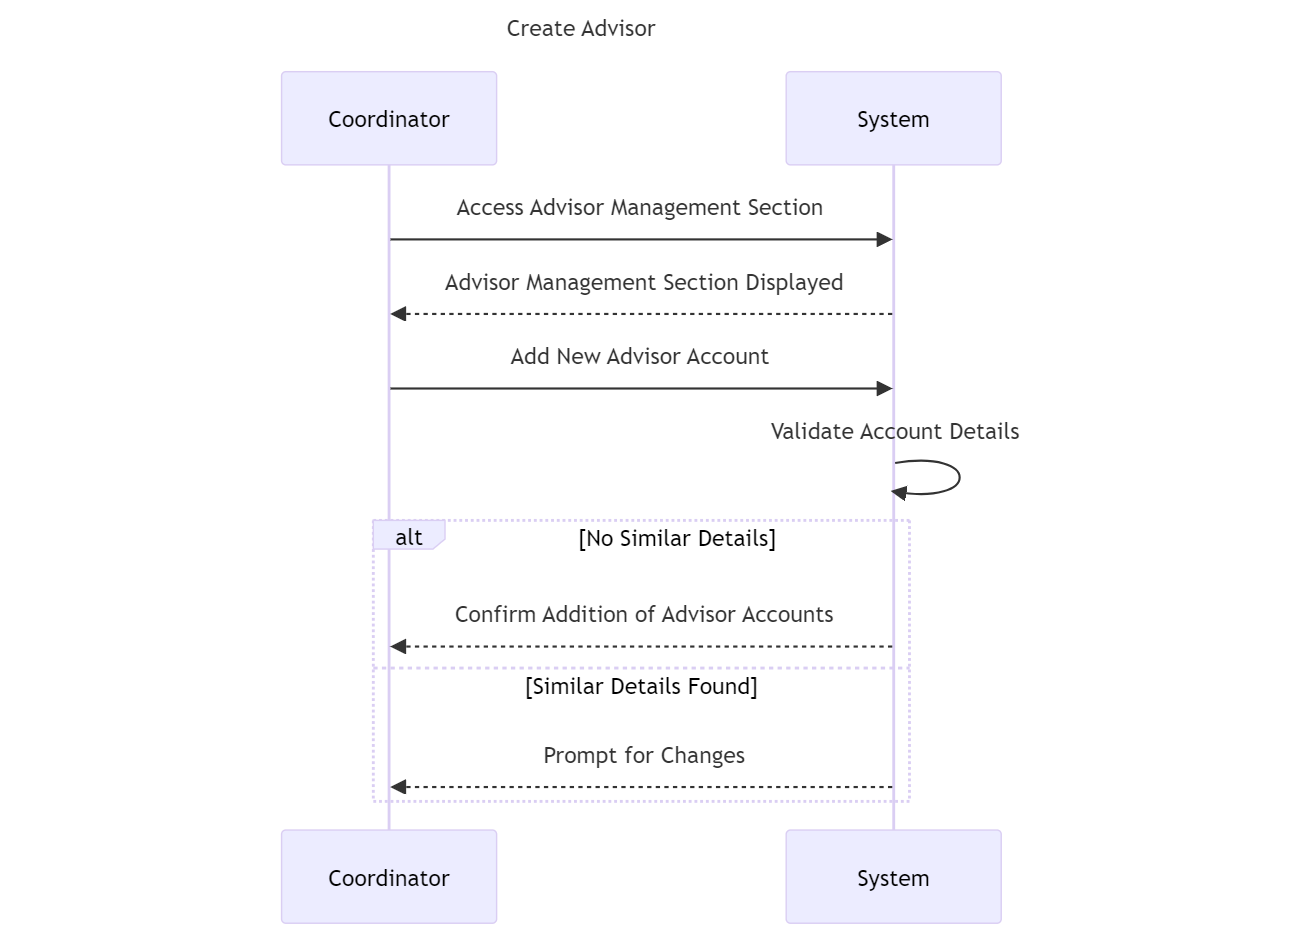 Create Advisor
Coordinator
System
Access Advisor Management Section
Advisor Management Section Displayed
Add New Advisor Account
Validate Account Details
alt
[No Similar Details]
Confirm Addition of Advisor Accounts
[Similar Details Found]
Prompt for Changes
Coordinator
System